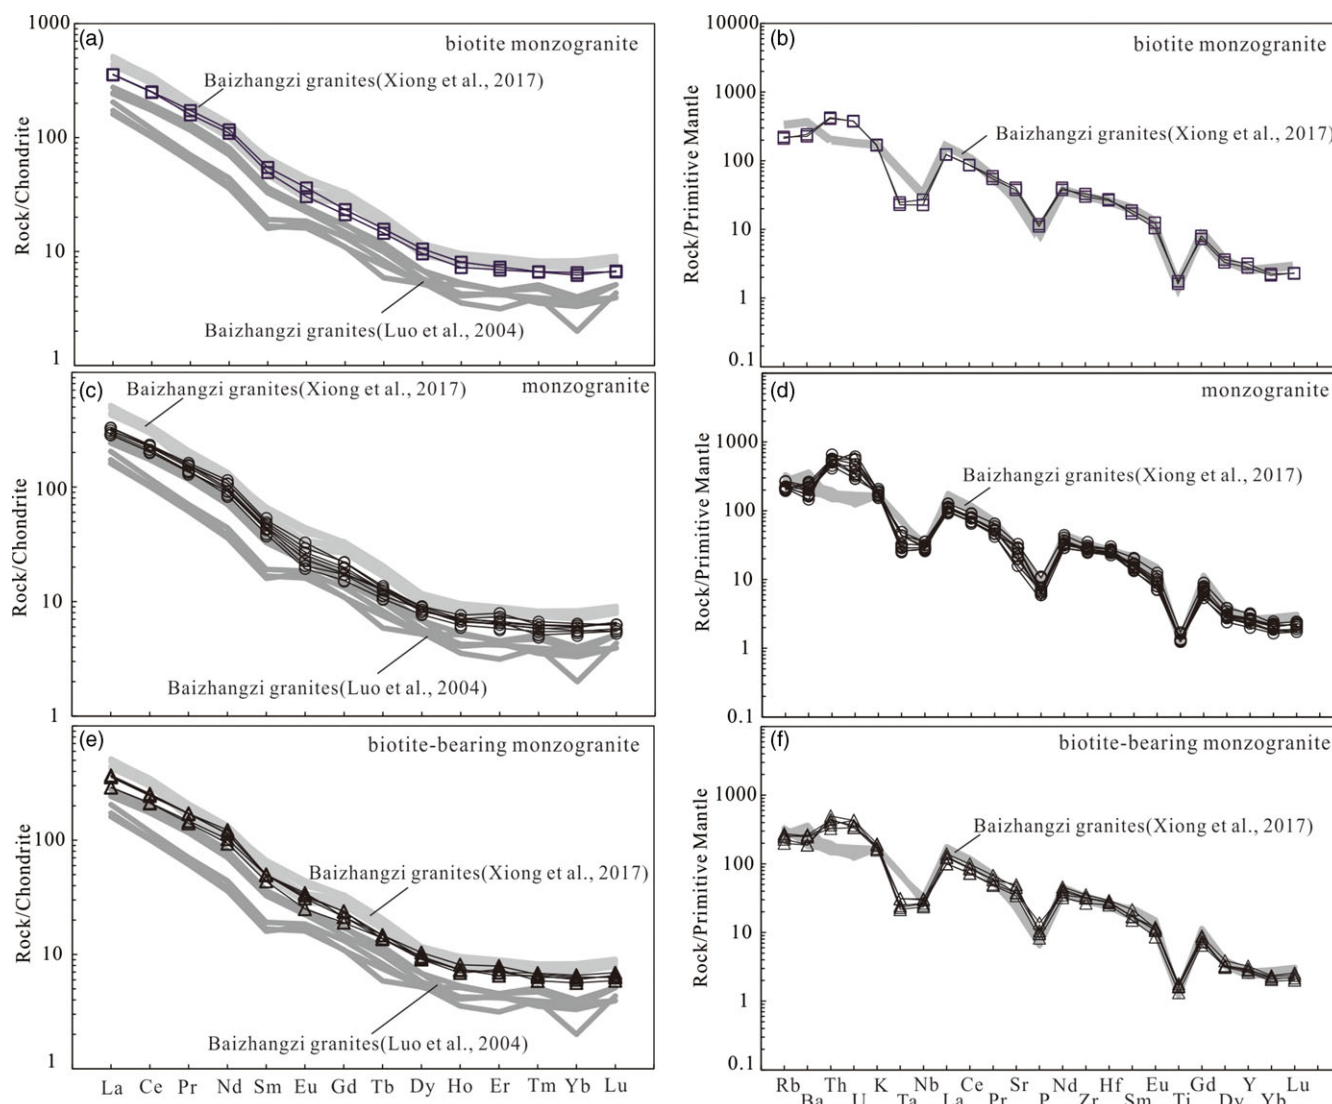 1000
(a)
biotite monzogranite
Baizhangzi granites(Xiong et al., 2017)
100
Rock/Chondrite
10
Baizhangzi granites(Luo et al., 2004)
1
10000
(b)
biotite monzogranite
1000
Baizhangzi granites(Xiong et al., 2017)
100
Rock/Primitive Mantle
10
1
0.1
(c)
monzogranite
Baizhangzi granites(Xiong et al., 2017)
100
Rock/Chondrite
10
Baizhangzi granites(Luo et al., 2004)
1
(d)
monzogranite
1000
Baizhangzi granites(Xiong et al., 2017)
100
Rock/Primitive Mantle
10
1
0.1
(e)
biotite-bearing monzogranite
100
Baizhangzi granites(Xiong et al., 2017)
Rock/Chondrite
10
Baizhangzi granites(Luo et al., 2004)
1
La Ce Pr Nd Sm Eu Gd Tb Dy Ho Er Tm Yb Lu
(f)
biotite-bearing monzogranite
1000
Baizhangzi granites(Xiong et al., 2017)
100
Rock/Primitive Mantle
10
1
0.1
Rb Th K Nb Ce Sr Nd Hf Eu Gd Y Lu
Ba U Ta La Pr P Zr Sm Ti Dy Yb